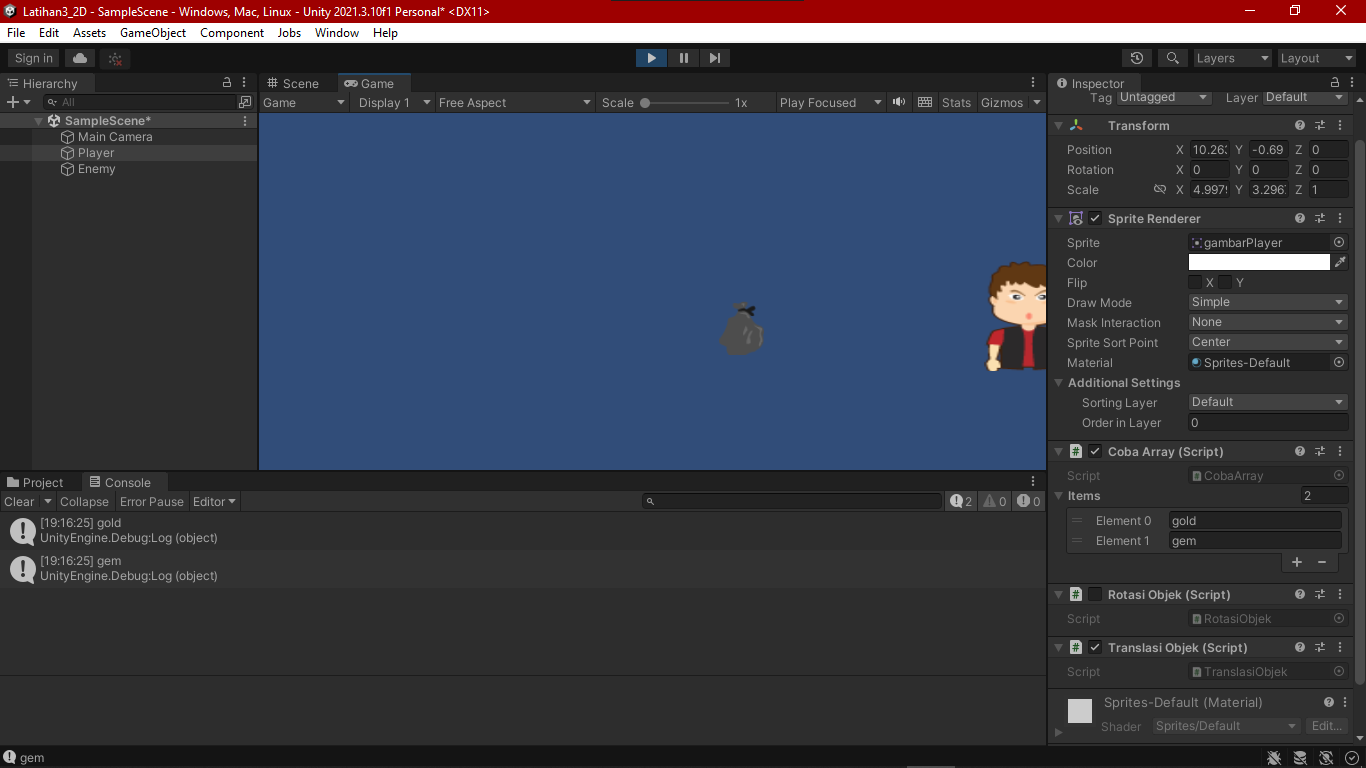 Latihan3_2D - SampleScene - Windows, Mac, Linux - Unity 2021.3.10f1 Personal* <DX11>
File Edit Assets GameObject Component Jobs Window Help
Sign in Layers Layout
Hierarchy
All
SampleScene*
Main Camera
Player
Enemy
Scene Game
Game Display 1 Free Aspect Scale 1x Play Focused Stats Gizmos
Project Console
Clear Collapse Error Pause Editor 2 0 0
[19:16:25] gold
UnityEngine.Debug:Log (object)
[19:16:25] gem
UnityEngine.Debug:Log (object)
gem
Inspector
Tag Untagged Layer Default
Transform
Position X 10.26 Y -0.69 Z 0
Rotation X 0 Y 0 Z 0
Scale X 4.997 Y 3.296 Z 1
Sprite Renderer
Sprite gambarPlayer
Color
Flip X Y
Draw Mode Simple
Mask Interaction None
Sprite Sort Point Center
Material Sprites-Default
Additional Settings
Sorting Layer Default
Order in Layer 0
Coba Array (Script)
Script CobaArray
Items 2
Element 0 gold
Element 1 gem
Rotasi Objek (Script)
Script RotasiObjek
Translasi Objek (Script)
Script TranslasiObjek
Sprites-Default (Material)
Shader Sprites/Default Edit...